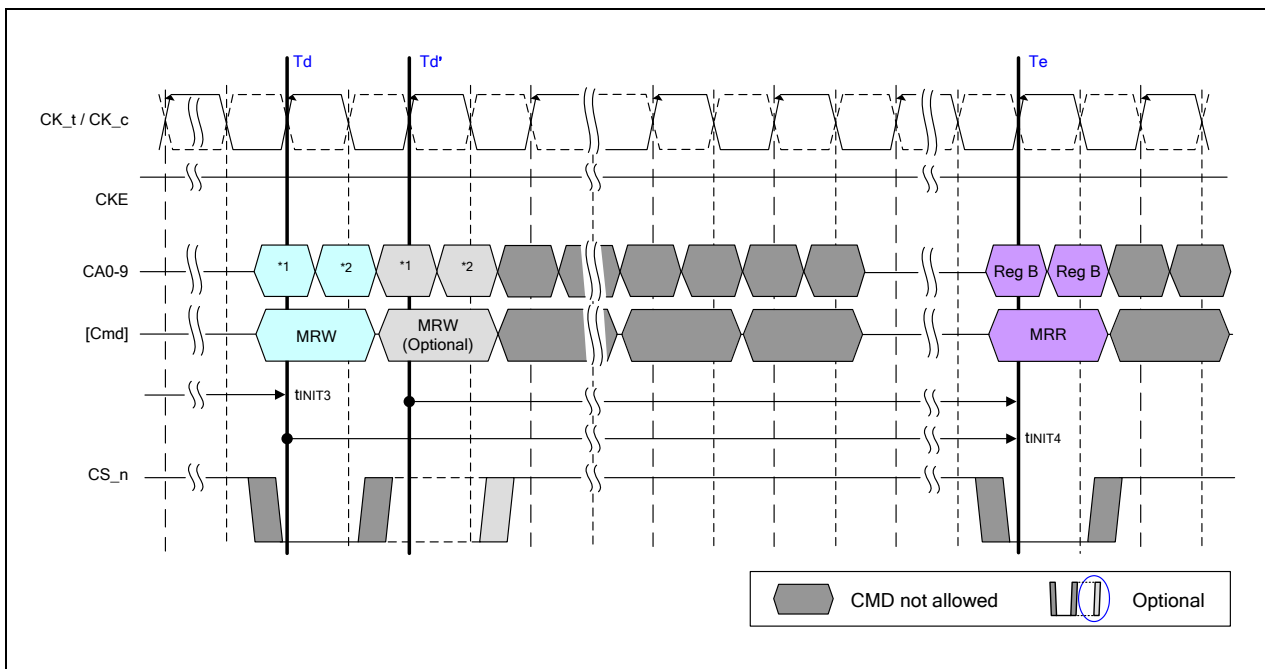 Td Td' Te
CK_t / CK_c
CKE
CA0-9 *1 *2 *1 *2 Reg B Reg B
[Cmd] MRW MRW
(Optional) MRR
tINIT3
tINIT4
CS_n
CMD not allowed Optional